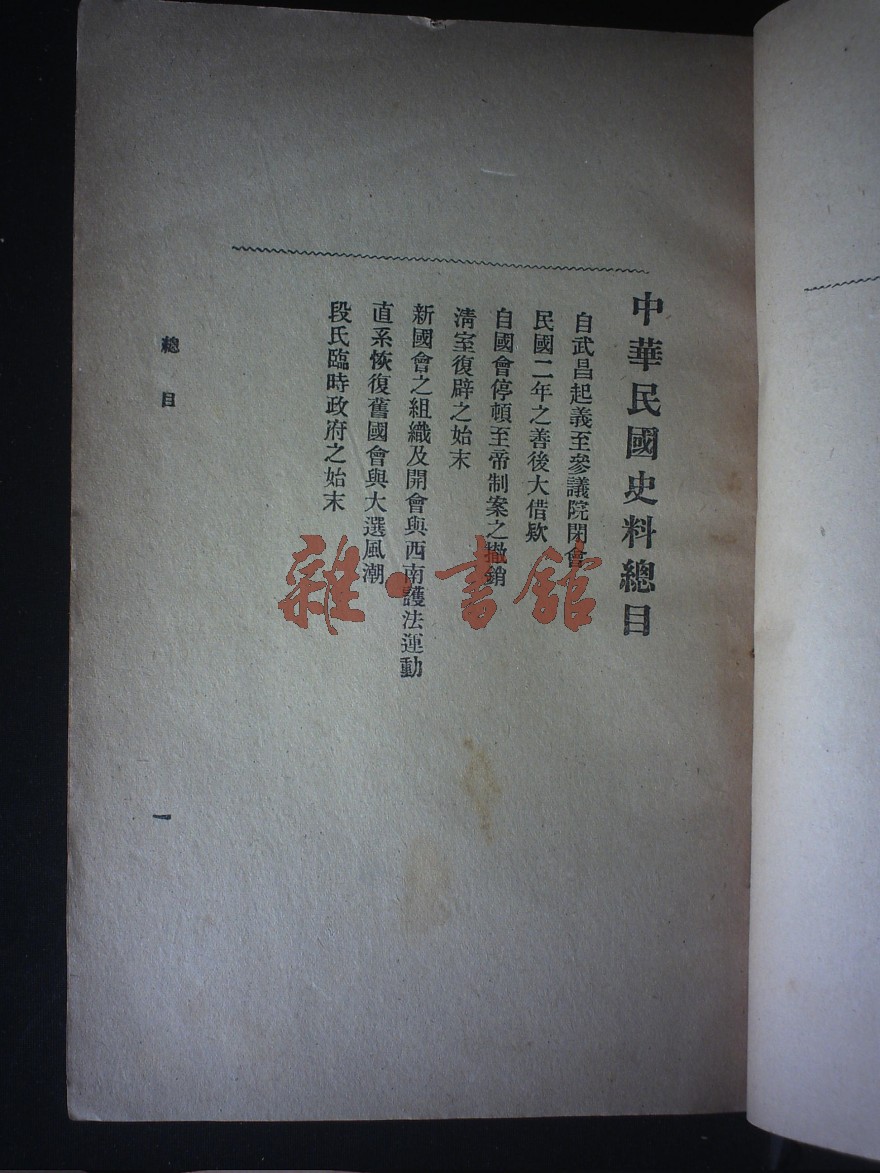 中華民國史料總目
自武昌起義至參議院閉會
民國二年之善後大借欵
自國會停頓至帝制案之撤銷
清室復辟之始末
新國會之組織及開會與西南護法運動
直系恢復舊國會與大選風潮
段氏臨時政府之始末
總目
一
雜·書館